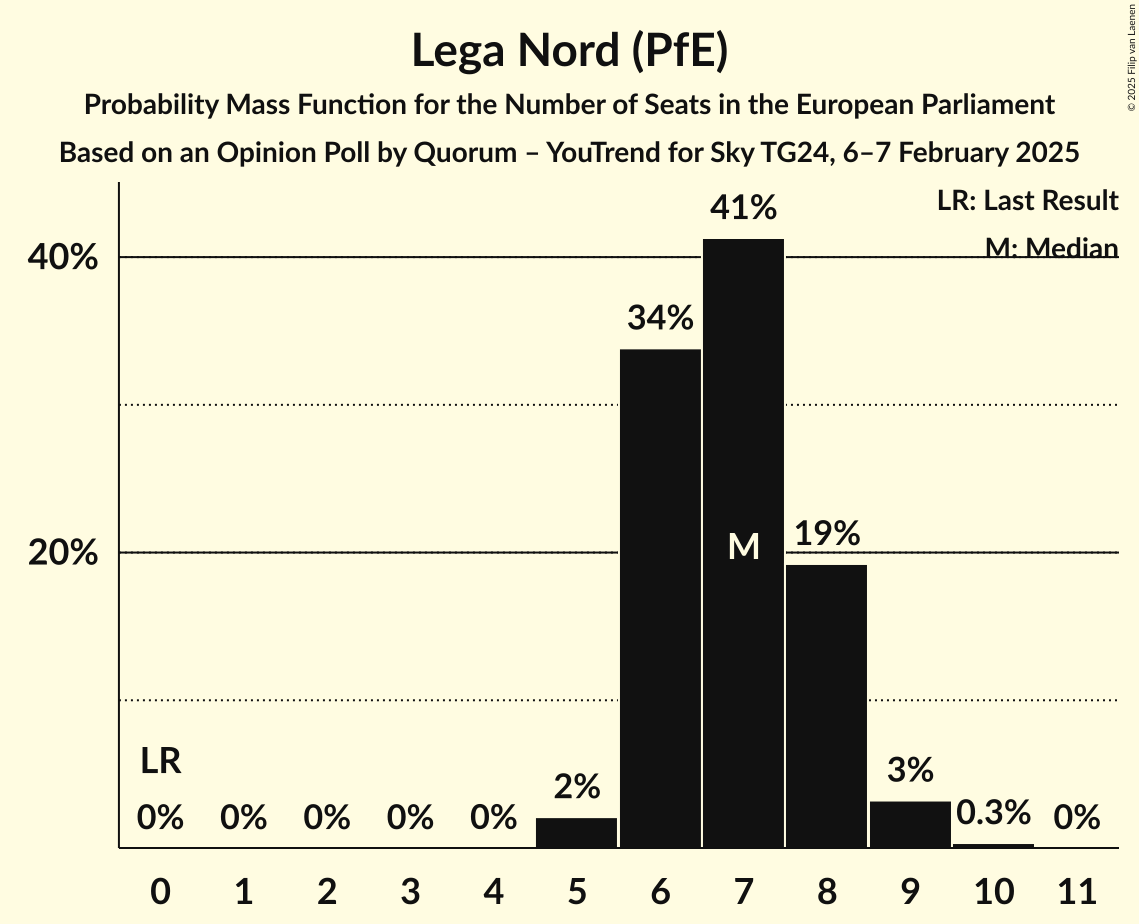 Lega Nord (PfE)
Probability Mass Function for the Number of Seats in the European Parliament
Based on an Opinion Poll by Quorum – YouTrend for Sky TG24, 6–7 February 2025
© 2025 Filip van Laenen
LR: Last Result
M: Median
40%
20%
41%
34%
M
19%
LR
0%
0%
0%
0%
0%
2%
3%
0.3%
0%
0 1 2 3 4 5 6 7 8 9 10 11